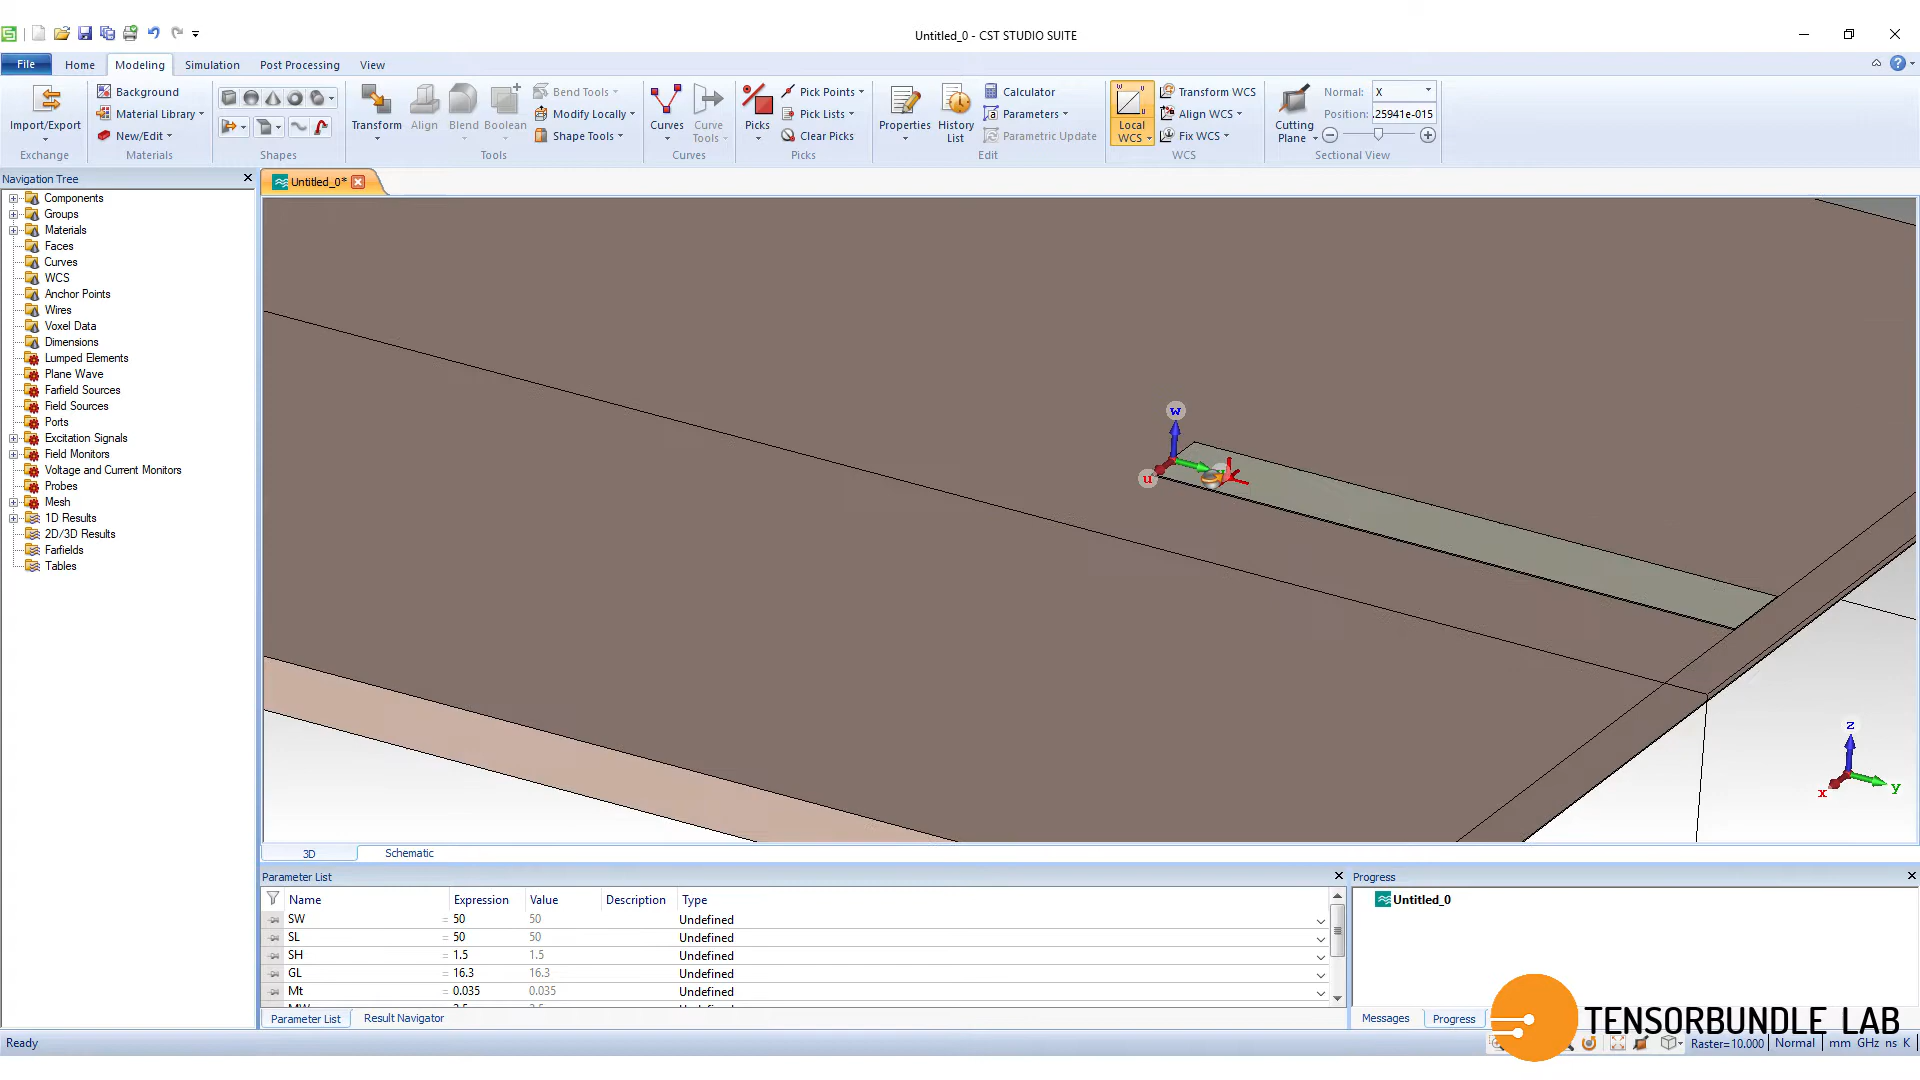 Untitled_0 - CST STUDIO SUITE
File Home Modeling Simulation Post Processing View
Import/Export
Exchange
Background
Material Library
New/Edit
Materials
Shapes
Transform
Align
Blend
Boolean
Bend Tools
Modify Locally
Shape Tools
Tools
Curves
Curve Tools
Curves
Picks
Pick Points
Pick Lists
Clear Picks
Picks
Properties
History List
Calculator
Parameters
Parametric Update
Edit
Local WCS
Transform WCS
Align WCS
Fix WCS
WCS
Cutting Plane
Normal: X
Position: .25941e-015
Sectional View
Navigation Tree
Untitled_0*
Components
Groups
Materials
Faces
Curves
WCS
Anchor Points
Wires
Voxel Data
Dimensions
Lumped Elements
Plane Wave
Farfield Sources
Field Sources
Ports
Excitation Signals
Field Monitors
Voltage and Current Monitors
Probes
Mesh
1D Results
2D/3D Results
Farfields
Tables
w
u
z
x
y
3D Schematic
Parameter List
Name Expression Value Description Type
SW = 50 50 Undefined
SL = 50 50 Undefined
SH = 1.5 1.5 Undefined
GL = 16.3 16.3 Undefined
Mt = 0.035 0.035 Undefined
Parameter List Result Navigator
Progress
Untitled_0
Messages Progress
TENSORBUNDLE LAB
Ready
Raster=10.000 Normal mm GHz ns K